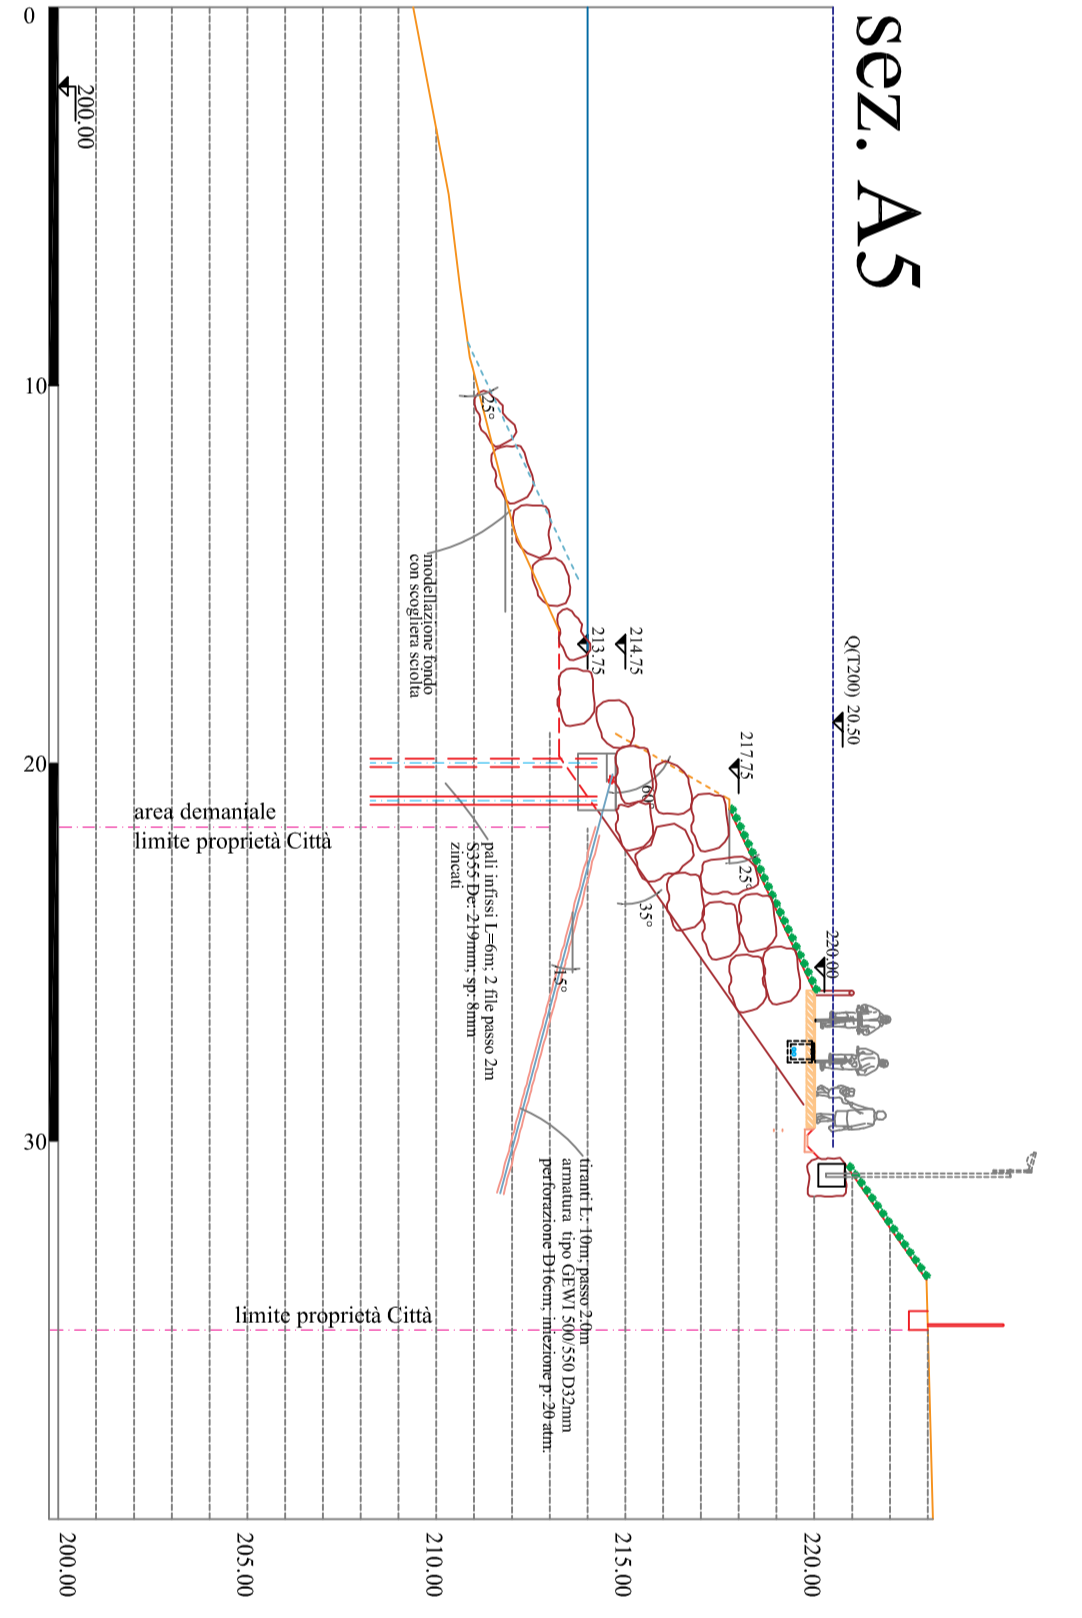 sez. A5
0
10
20
30
200.00
Q(T200) 20.50
214.75
213.75
217.75
220.00
25°
90°
25°
35°
15°
modellazione fondo
con scogliera sciolta
area demaniale
limite proprietà Città
pali infissi L=6m; 2 file passo 2m
S355 De: 219mm; sp: 8mm
zincati
tiranti L: 10m; passo 2.0m
armatura tipo GEWI 500/550 D32mm
perforazione D16cm; iniezione p: 20 atm.
limite proprietà Città
200.00
205.00
210.00
215.00
220.00